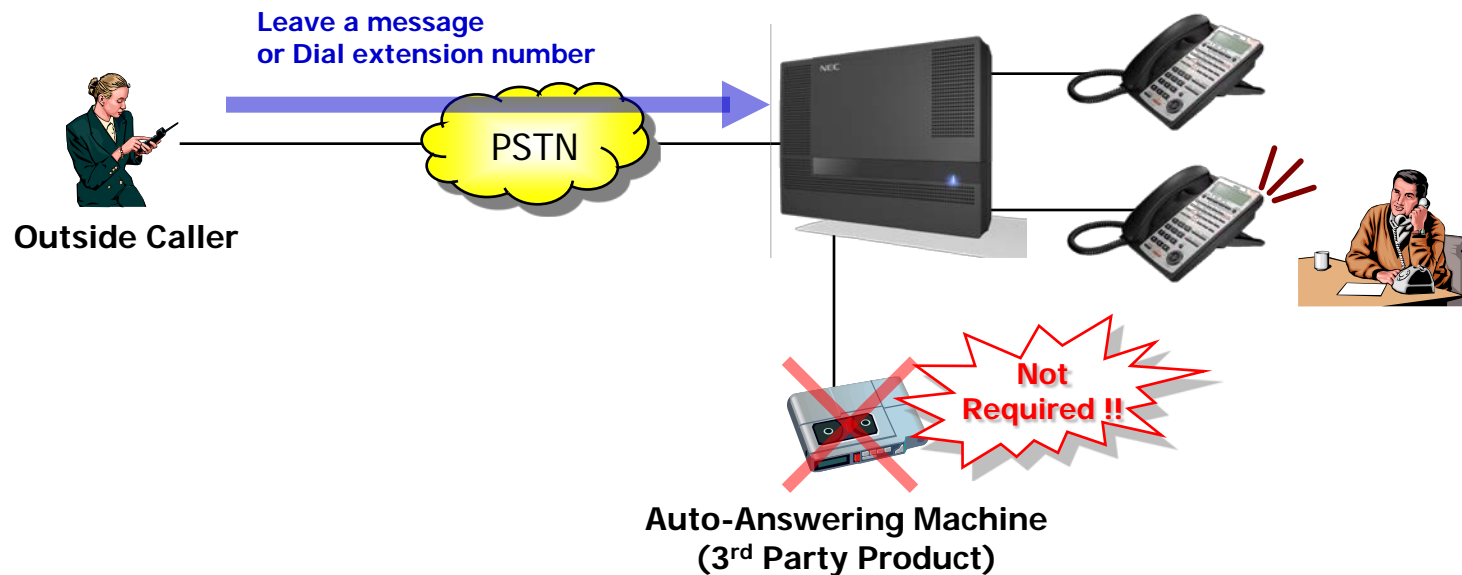 Leave a message
or Dial extension number
NEC
PSTN
Outside Caller
Not
Required !!
Auto-Answering Machine
(3rd Party Product)